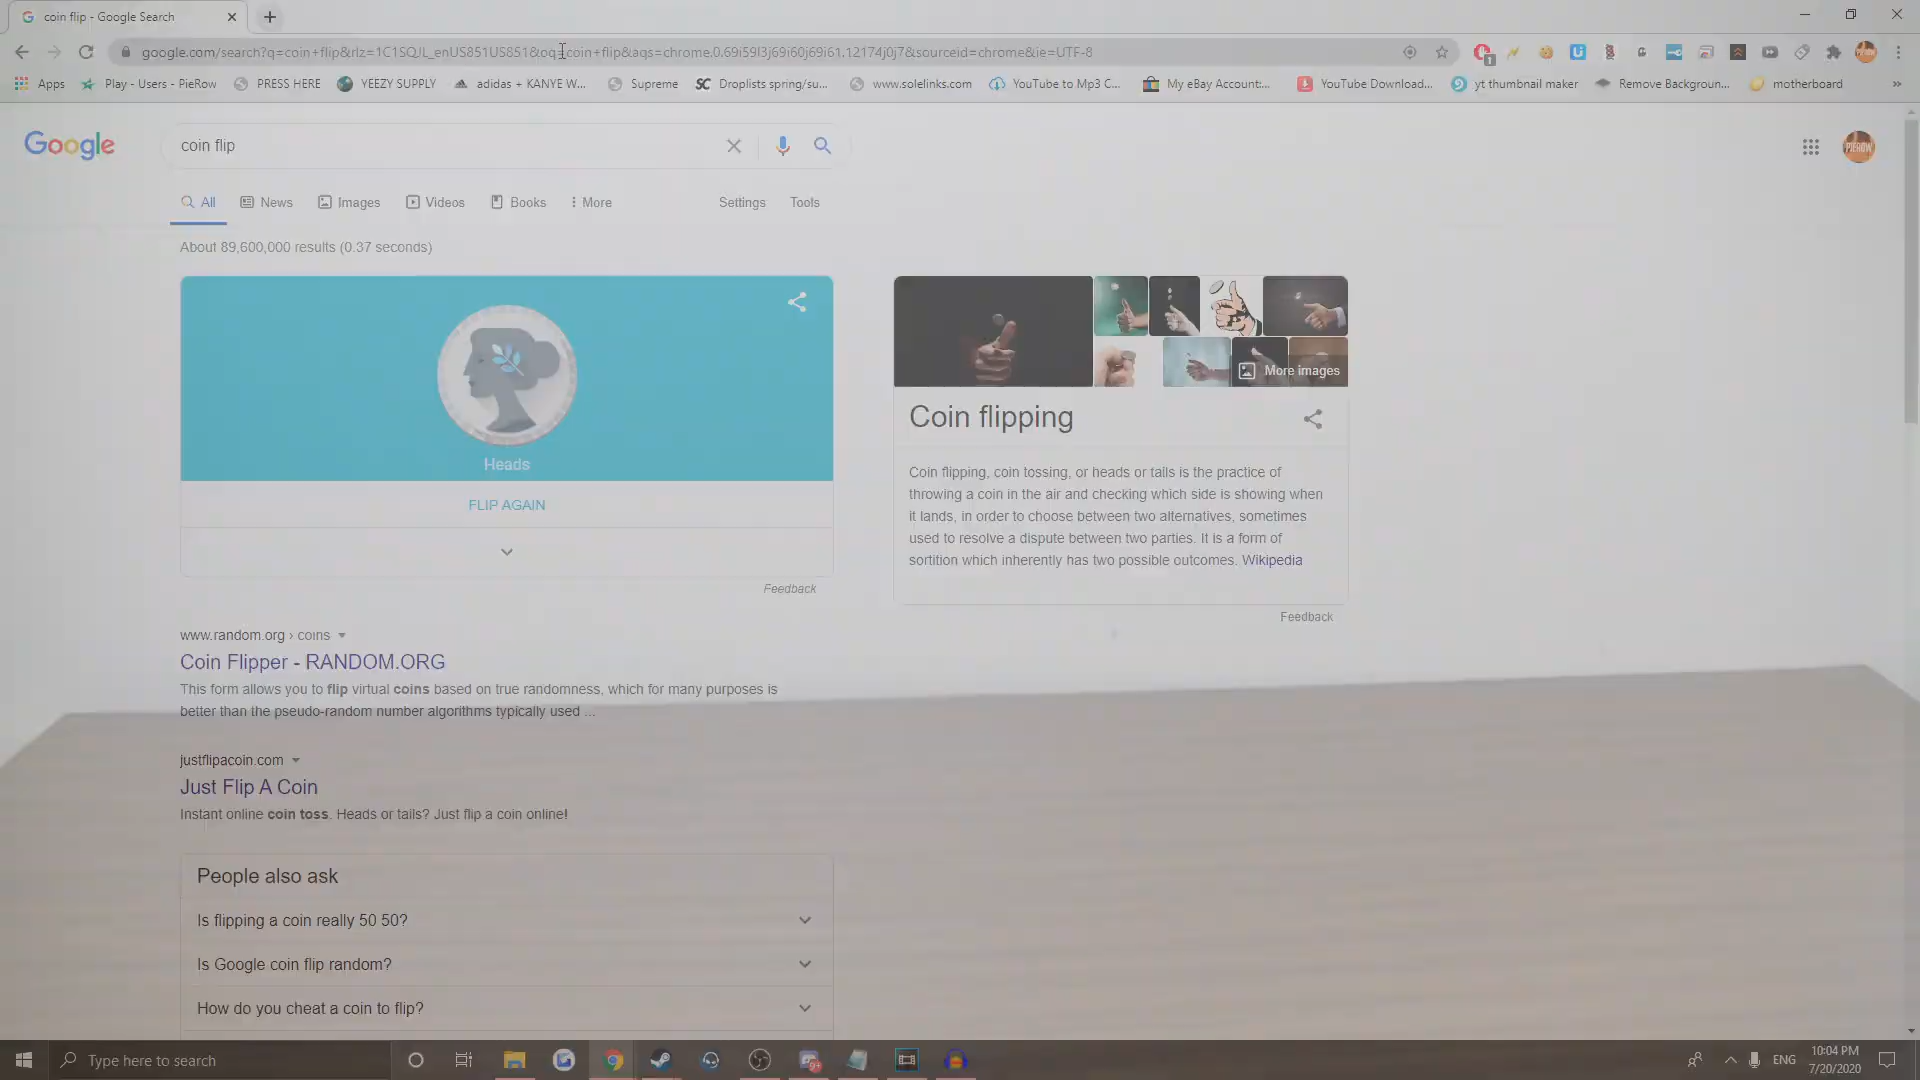 coin flip - Google Search
google.com/search?q=coin+flip&rlz=1C1SQJL_enUS851US851&oq=coin+flip&aqs=chrome.0.69i59l3j69i60j69i61.12174j0j7&sourceid=chrome&ie=UTF-8
1
Apps
Play - Users - PieRow
PRESS HERE
YEEZY SUPPLY
adidas + KANYE W...
Supreme
SC Droplists spring/su...
www.solelinks.com
YouTube to Mp3 C...
My eBay Account:...
YouTube Download...
yt thumbnail maker
Remove Backgroun...
motherboard
»
Google
coin flip
PIEROW
All
News
Images
Videos
Books
More
Settings
Tools
About 89,600,000 results (0.37 seconds)
Heads
FLIP AGAIN
Feedback
More images
Coin flipping
Coin flipping, coin tossing, or heads or tails is the practice of
throwing a coin in the air and checking which side is showing when
it lands, in order to choose between two alternatives, sometimes
used to resolve a dispute between two parties. It is a form of
sortition which inherently has two possible outcomes. Wikipedia
Feedback
www.random.org › coins
Coin Flipper - RANDOM.ORG
This form allows you to flip virtual coins based on true randomness, which for many purposes is
better than the pseudo-random number algorithms typically used ...
justflipacoin.com
Just Flip A Coin
Instant online coin toss. Heads or tails? Just flip a coin online!
People also ask
Is flipping a coin really 50 50?
Is Google coin flip random?
How do you cheat a coin to flip?
Type here to search
9+
ENG
10:04 PM
7/20/2020